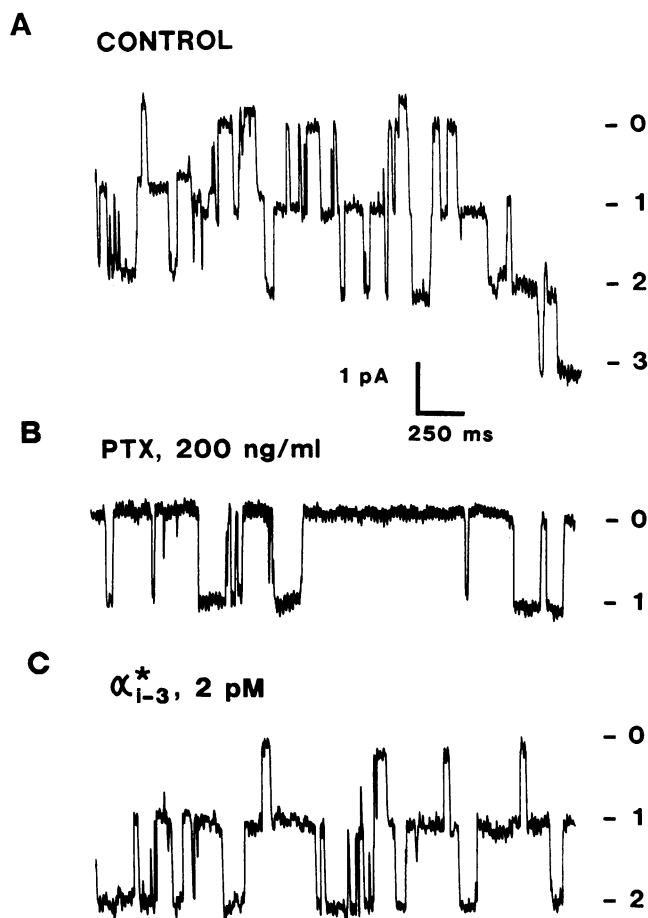 A
CONTROL
- 0
- 1
- 2
- 3
1 pA
250 ms
B
PTX, 200 ng/ml
- 0
- 1
C
α*i-3, 2 pM
- 0
- 1
- 2